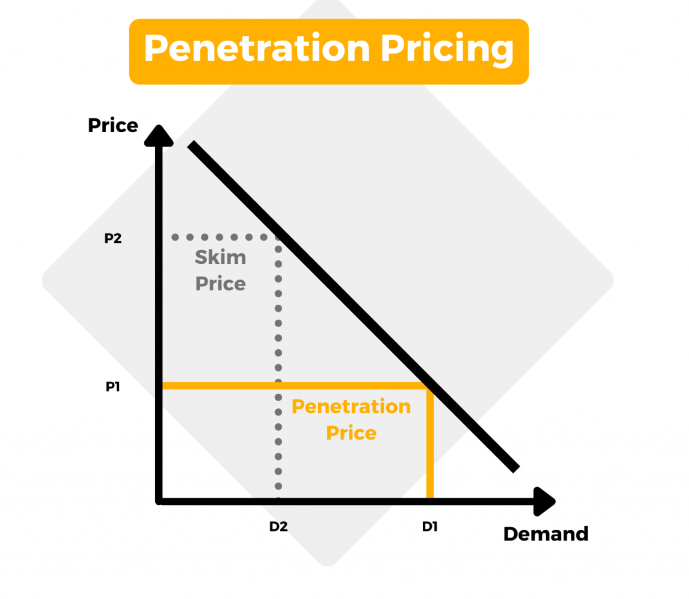 Penetration Pricing
Price
P2
Skim
Price
P1
Penetration
Price
D2
D1
Demand